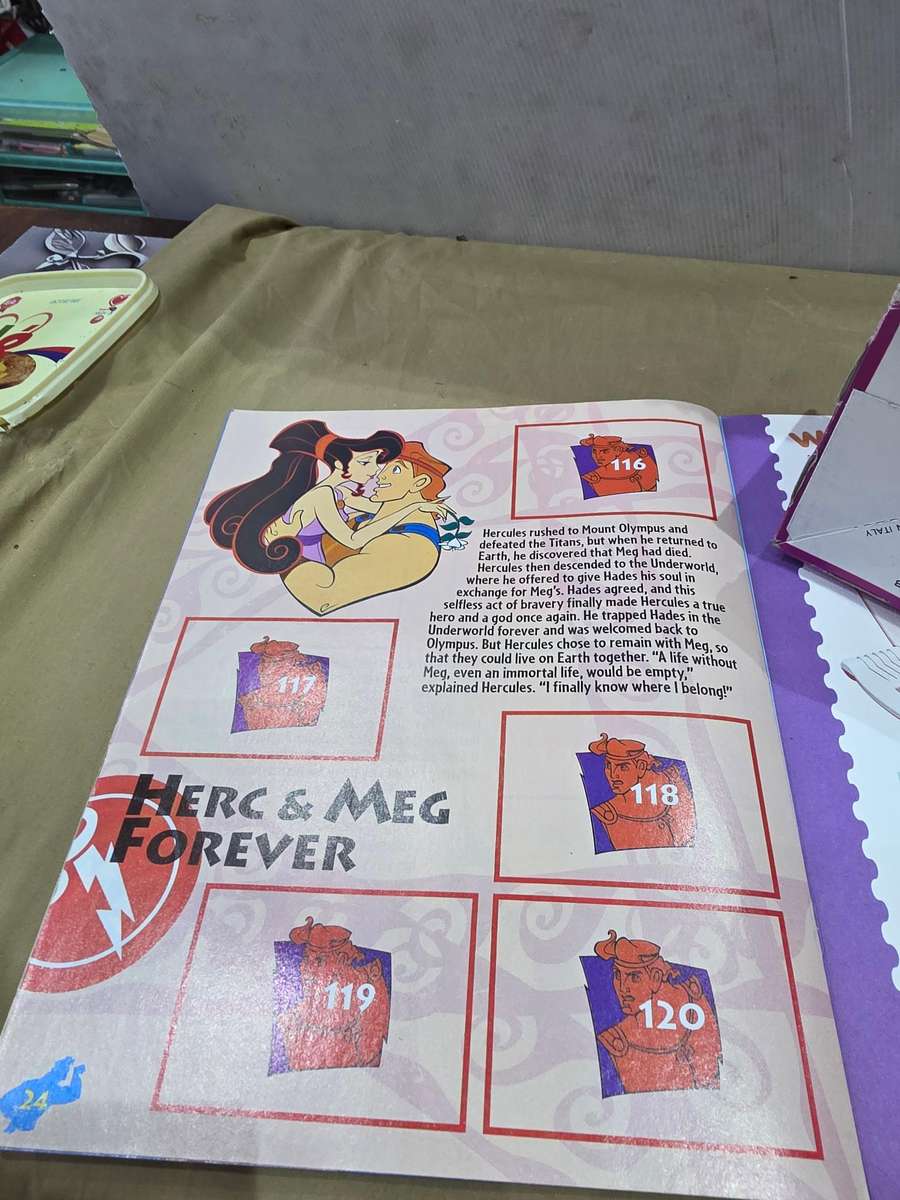 116
Hercules rushed to Mount Olympus and
defeated the Titans, but when he returned to
Earth, he discovered that Meg had died.
Hercules then descended to the Underworld,
where he offered to give Hades his soul in
exchange for Meg's. Hades agreed, and this
selfless act of bravery finally made Hercules a true
hero and a god once again. He trapped Hades in the
Underworld forever and was welcomed back to
Olympus. But Hercules chose to remain with Meg, so
that they could live on Earth together. “A life without
Meg, even an immortal life, would be empty,”
explained Hercules. “I finally know where I belong!”
117
HERC & MEG
FOREVER
118
119
120
24
ITALY